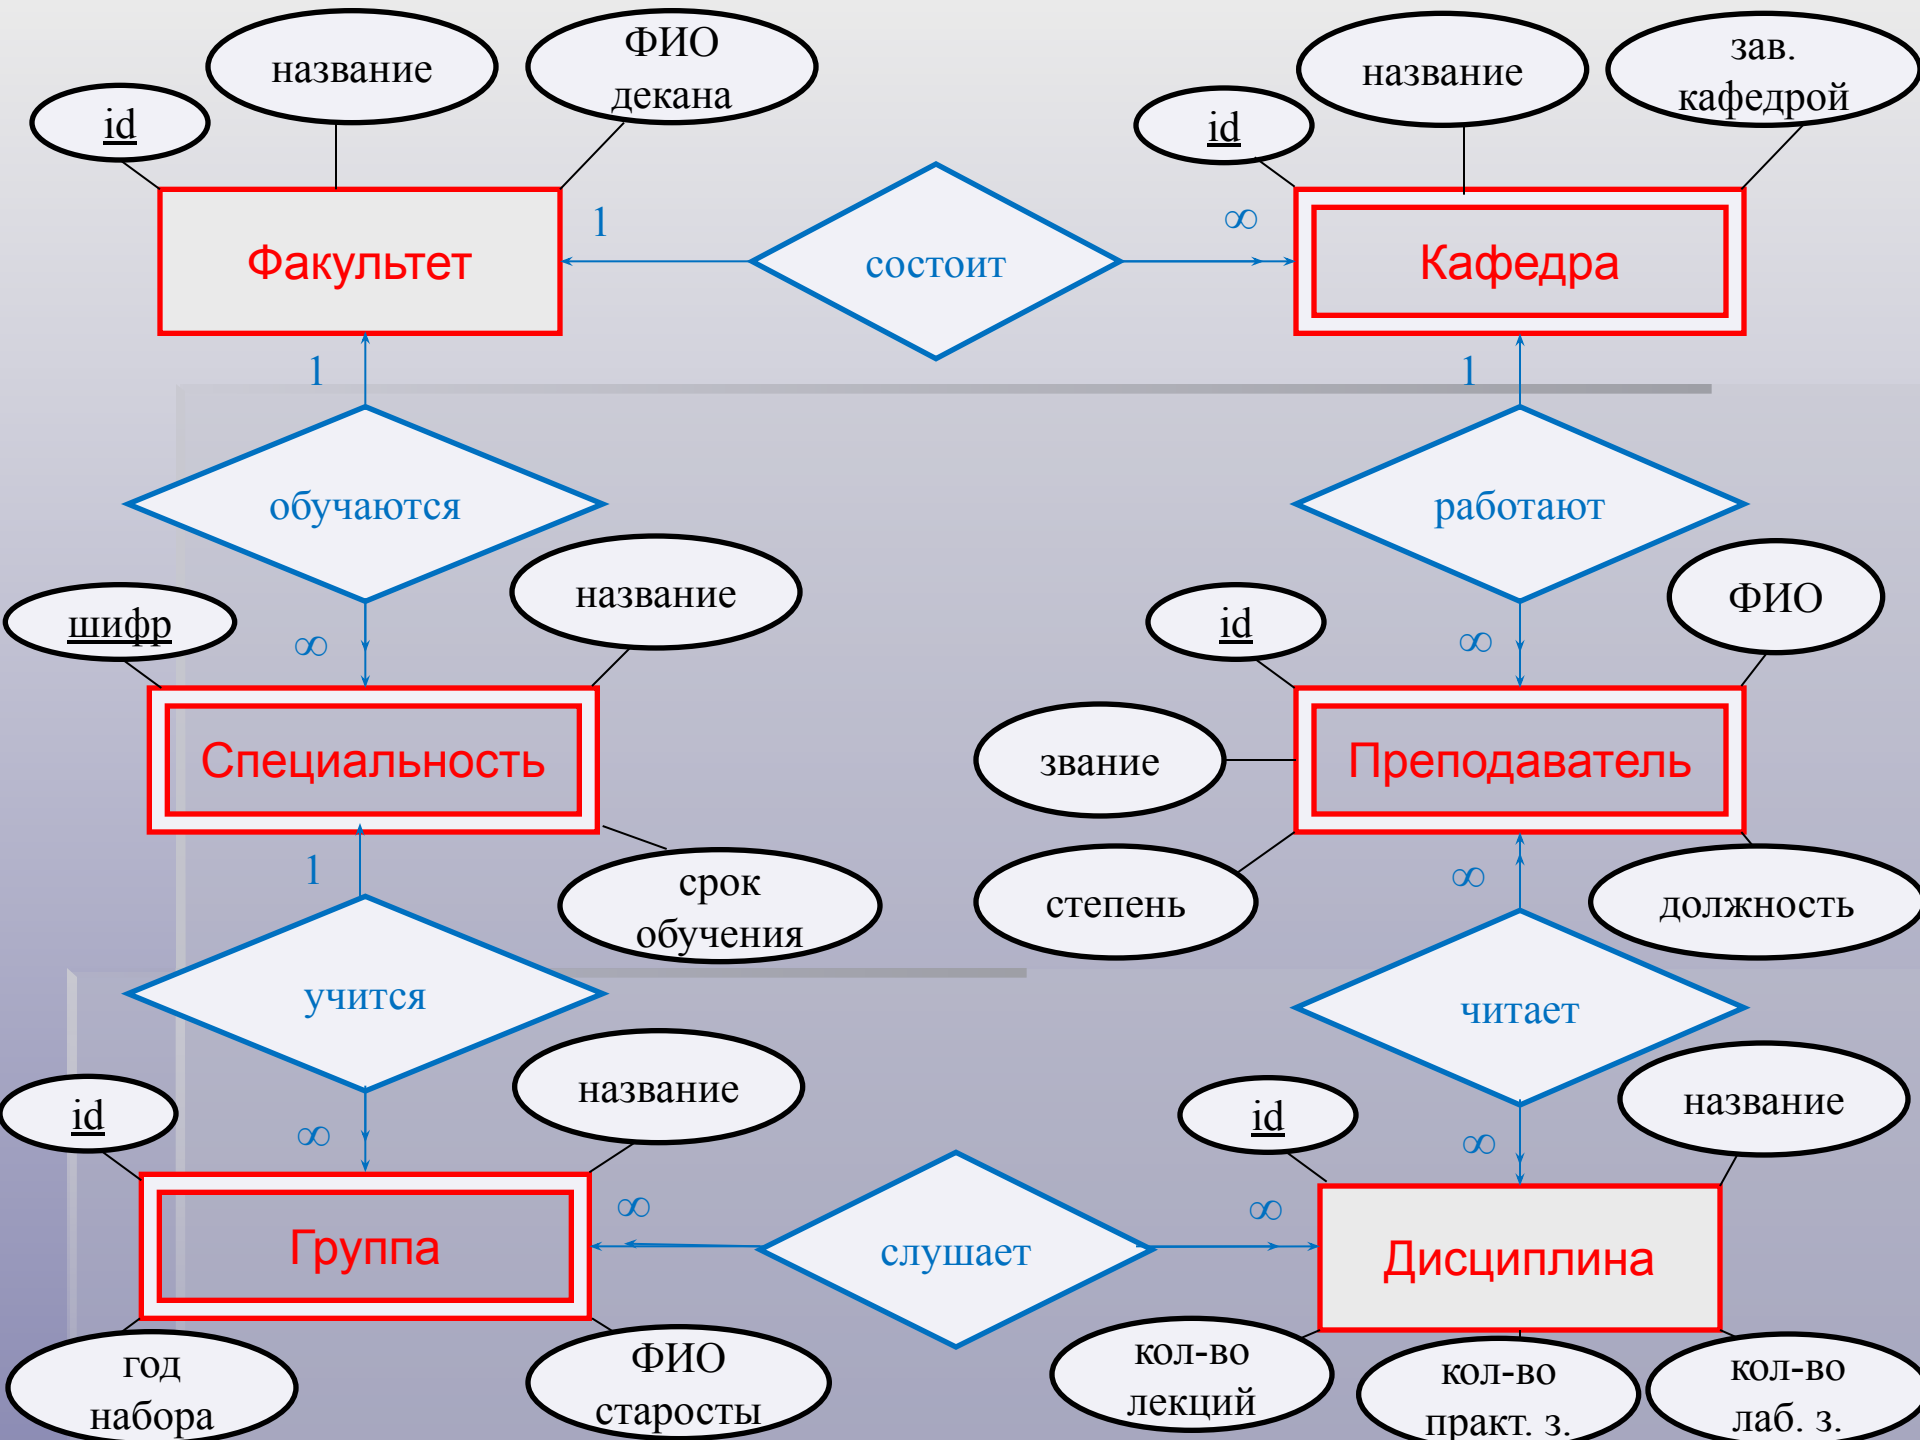 id
название
ФИО
декана
id
название
зав.
кафедрой
Факультет
1
состоит
∞
Кафедра
1
1
обучаются
работают
шифр
название
∞
id
∞
ФИО
Специальность
звание
Преподаватель
1
срок
обучения
степень
∞
должность
учится
читает
id
∞
название
id
∞
название
Группа
∞
слушает
∞
Дисциплина
год
набора
ФИО
старосты
кол-во
лекций
кол-во
практ. з.
кол-во
лаб. з.